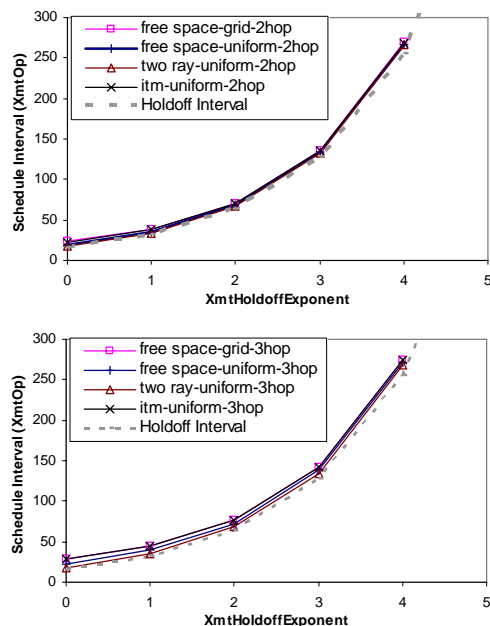 300
250
200
150
100
50
0
Schedule Interval (XmtOp)
free space-grid-2hop
free space-uniform-2hop
two ray-uniform-2hop
itm-uniform-2hop
Holdoff Interval
0 1 2 3 4 5
XmtHoldoffExponent
300
250
200
150
100
50
0
Schedule Interval (XmtOp)
free space-grid-3hop
free space-uniform-3hop
two ray-uniform-3hop
itm-uniform-3hop
Holdoff Interval
0 1 2 3 4 5
XmtHoldoffExponent